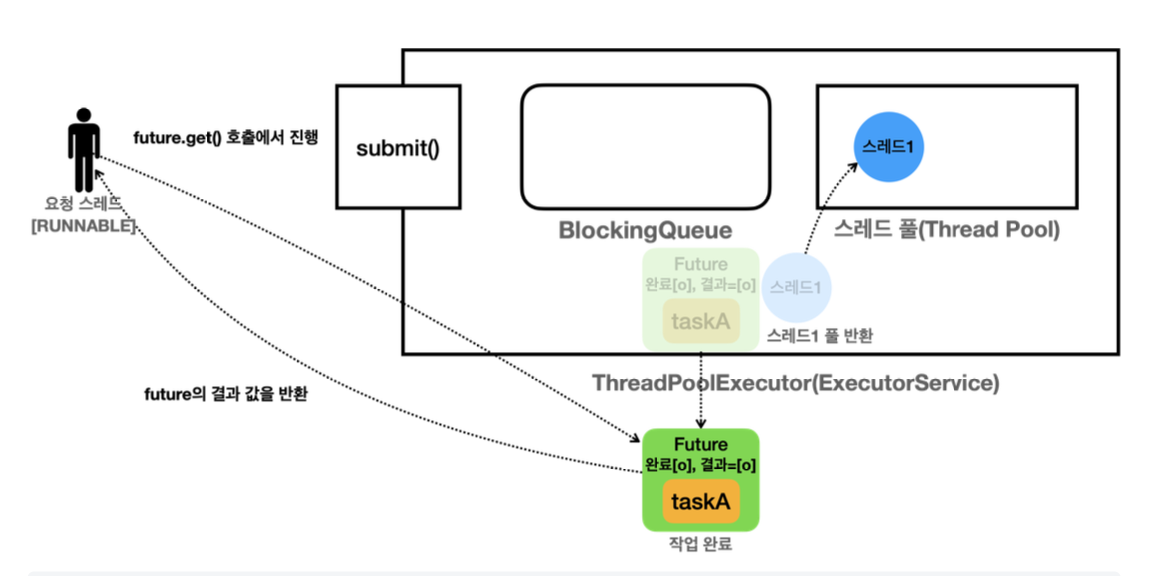 future.get() 호출에서 진행
submit()
스레드1
요청 스레드
[RUNNABLE]
BlockingQueue
스레드 풀(Thread Pool)
Future
완료[o], 결과=[o]
taskA
스레드1
스레드1 풀 반환
ThreadPoolExecutor(ExecutorService)
future의 결과 값을 반환
Future
완료[o], 결과=[o]
taskA
작업 완료